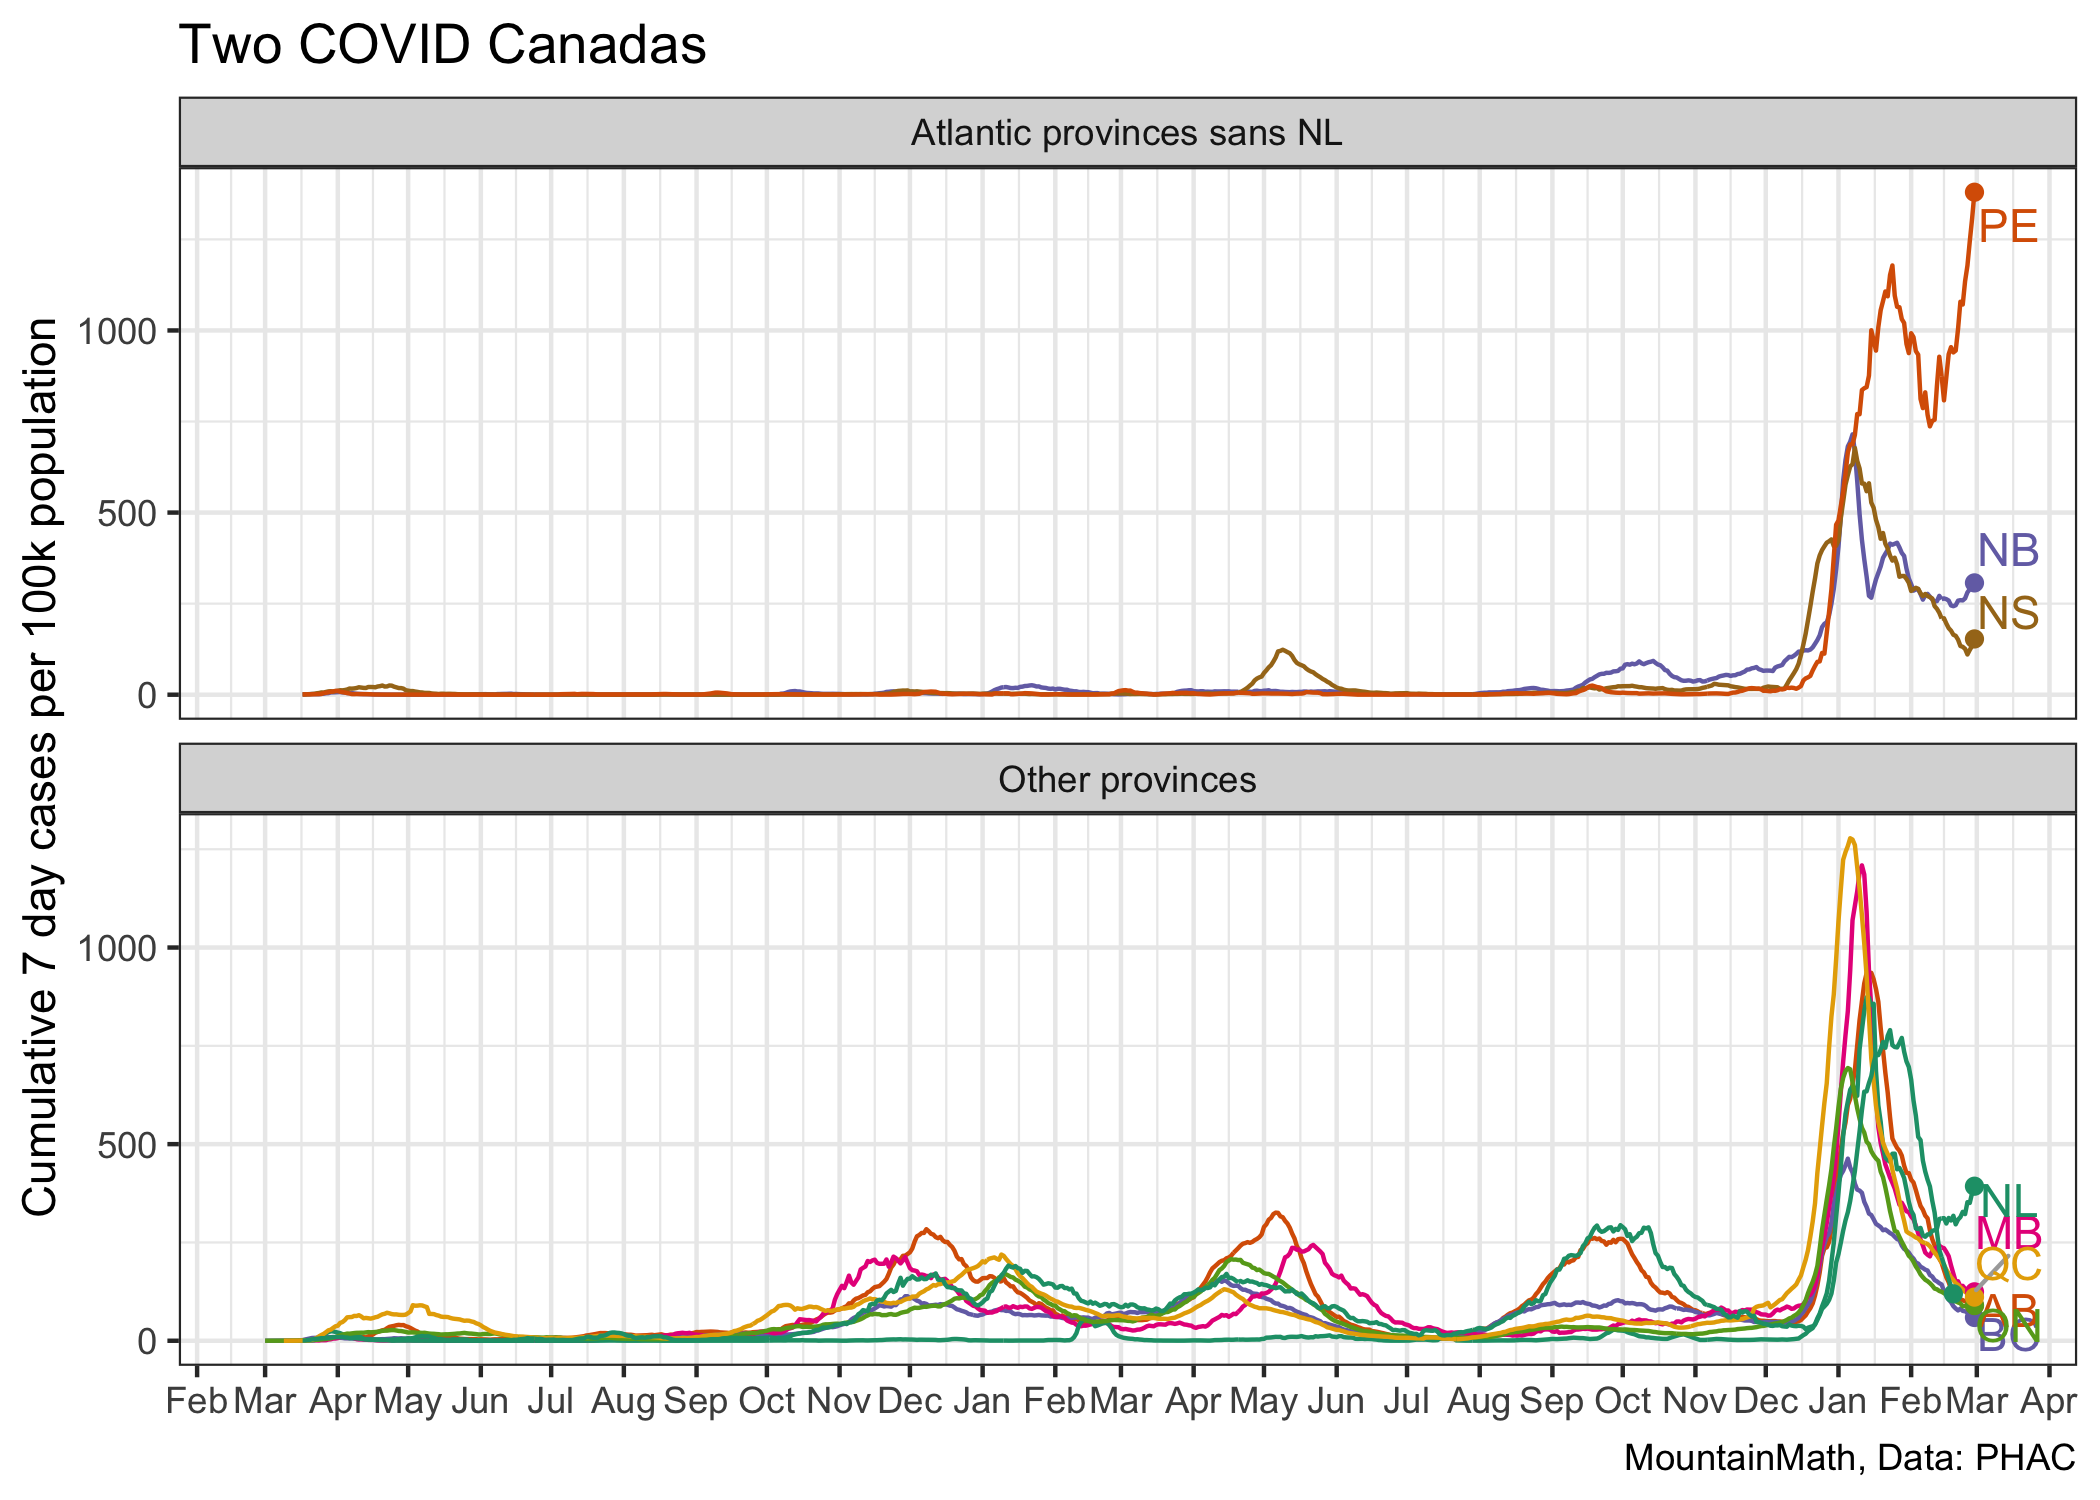 Two COVID Canadas
Atlantic provinces sans NL
Cumulative 7 day cases per 100k population
1000
500
0
PE
NB
NS
Other provinces
1000
500
0
NL
MB
QC
AB
ON
BC
Feb Mar Apr May Jun Jul Aug Sep Oct Nov Dec Jan Feb Mar Apr May Jun Jul Aug Sep Oct Nov Dec Jan Feb Mar Apr
MountainMath, Data: PHAC